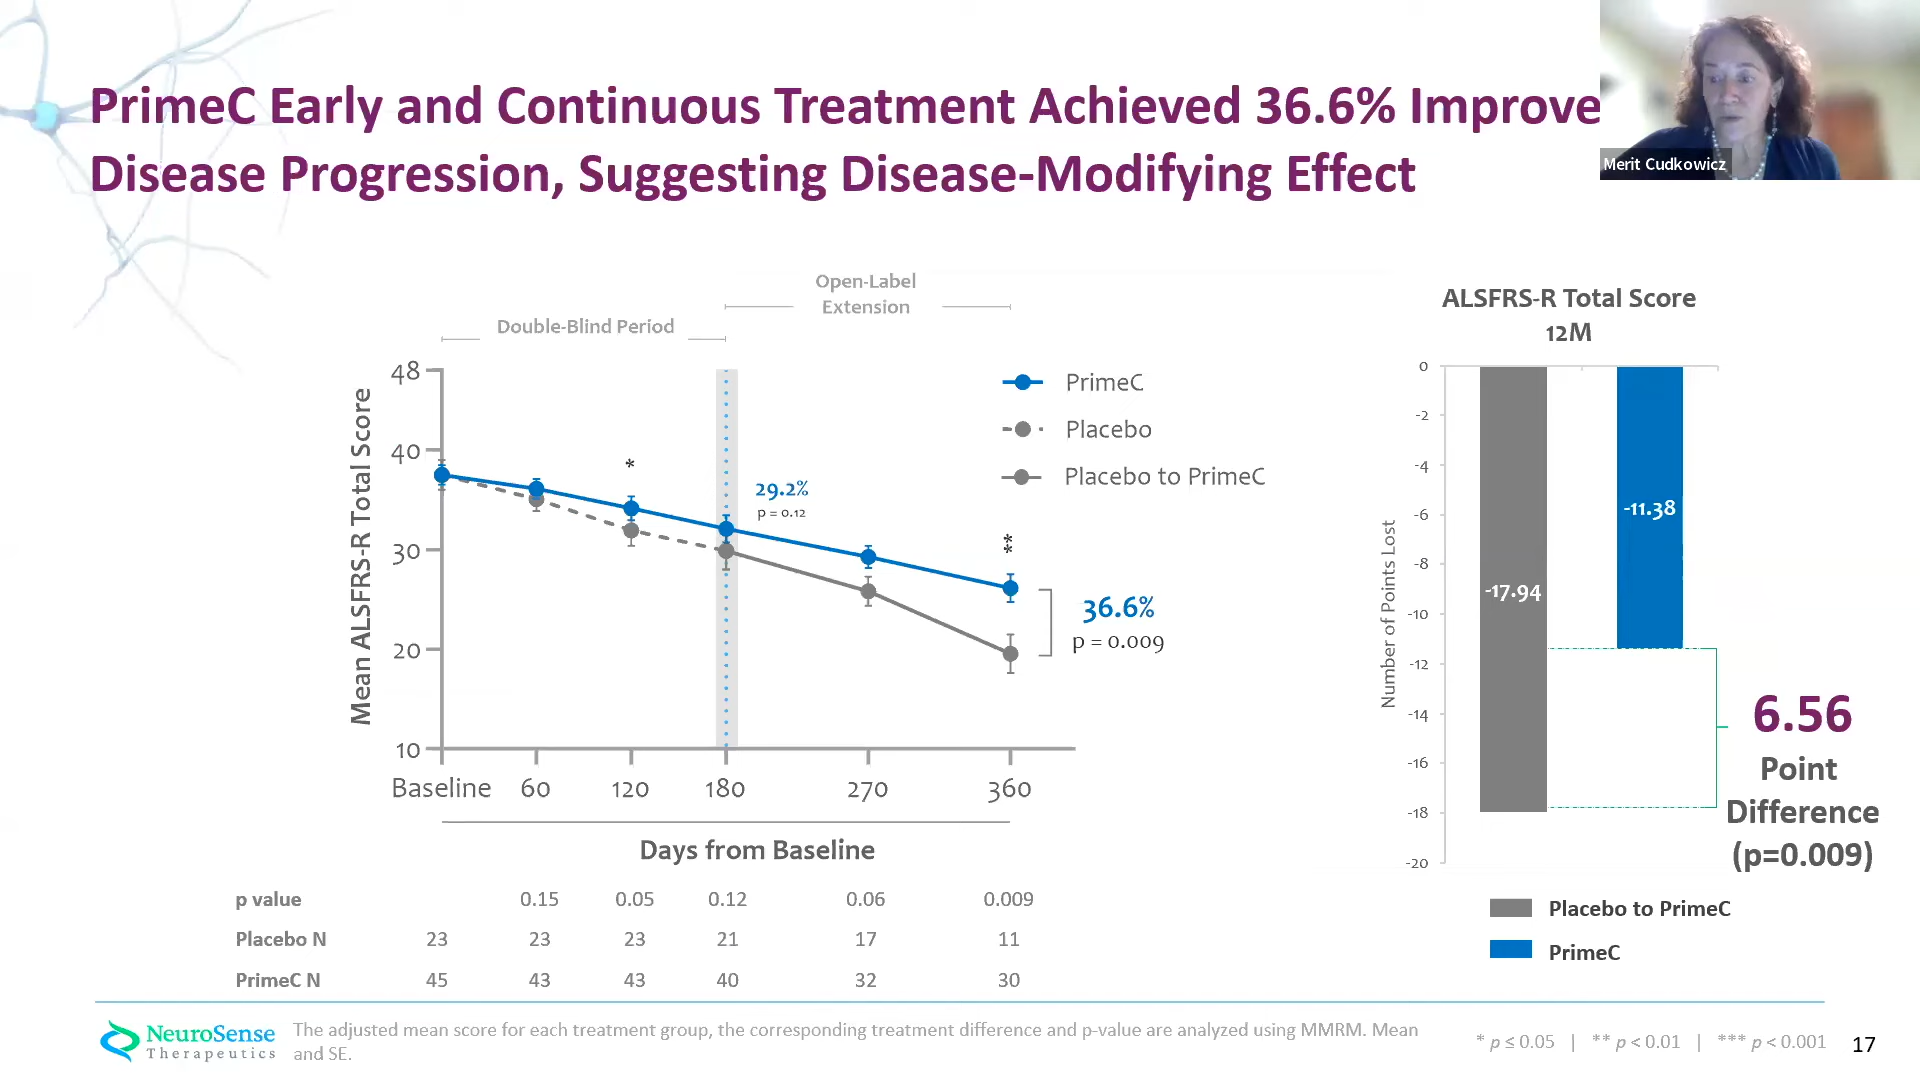 PrimeC Early and Continuous Treatment Achieved 36.6% Improve
Disease Progression, Suggesting Disease-Modifying Effect
Merit Cudkowicz
Open-Label
Extension
Double-Blind Period
Mean ALSFRS-R Total Score
48
40
30
20
10
*
29.2%
p = 0.12
*
*
36.6%
p = 0.009
PrimeC
Placebo
Placebo to PrimeC
Baseline 60 120 180 270 360
Days from Baseline
p value 0.15 0.05 0.12 0.06 0.009
Placebo N 23 23 23 21 17 11
PrimeC N 45 43 43 40 32 30
ALSFRS-R Total Score
12M
Number of Points Lost
0
-2
-4
-6
-8
-10
-12
-14
-16
-18
-20
-17.94
-11.38
6.56
Point
Difference
(p=0.009)
Placebo to PrimeC
PrimeC
NeuroSense
Therapeutics
The adjusted mean score for each treatment group, the corresponding treatment difference and p-value are analyzed using MMRM. Mean
and SE.
* p ≤ 0.05 | ** p < 0.01 | *** p < 0.001
17